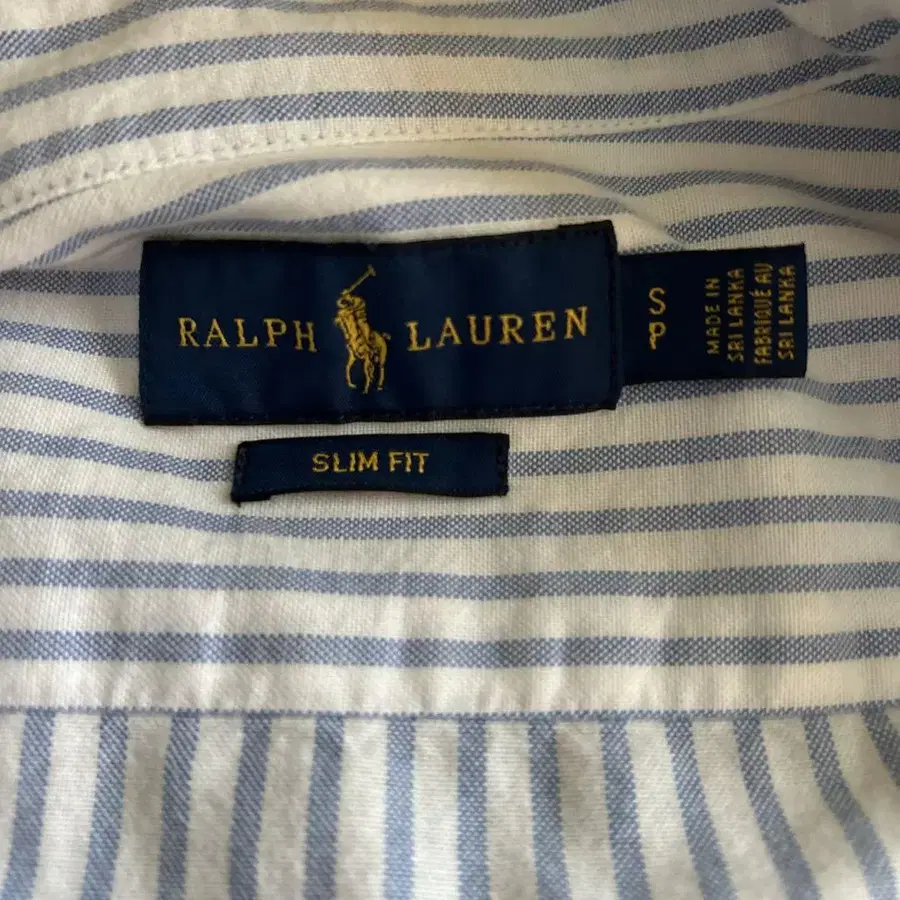 RALPH LAUREN
S
P
MADE IN
SRI LANKA
FABRIQUÉ AU
SRI LANKA
SLIM FIT